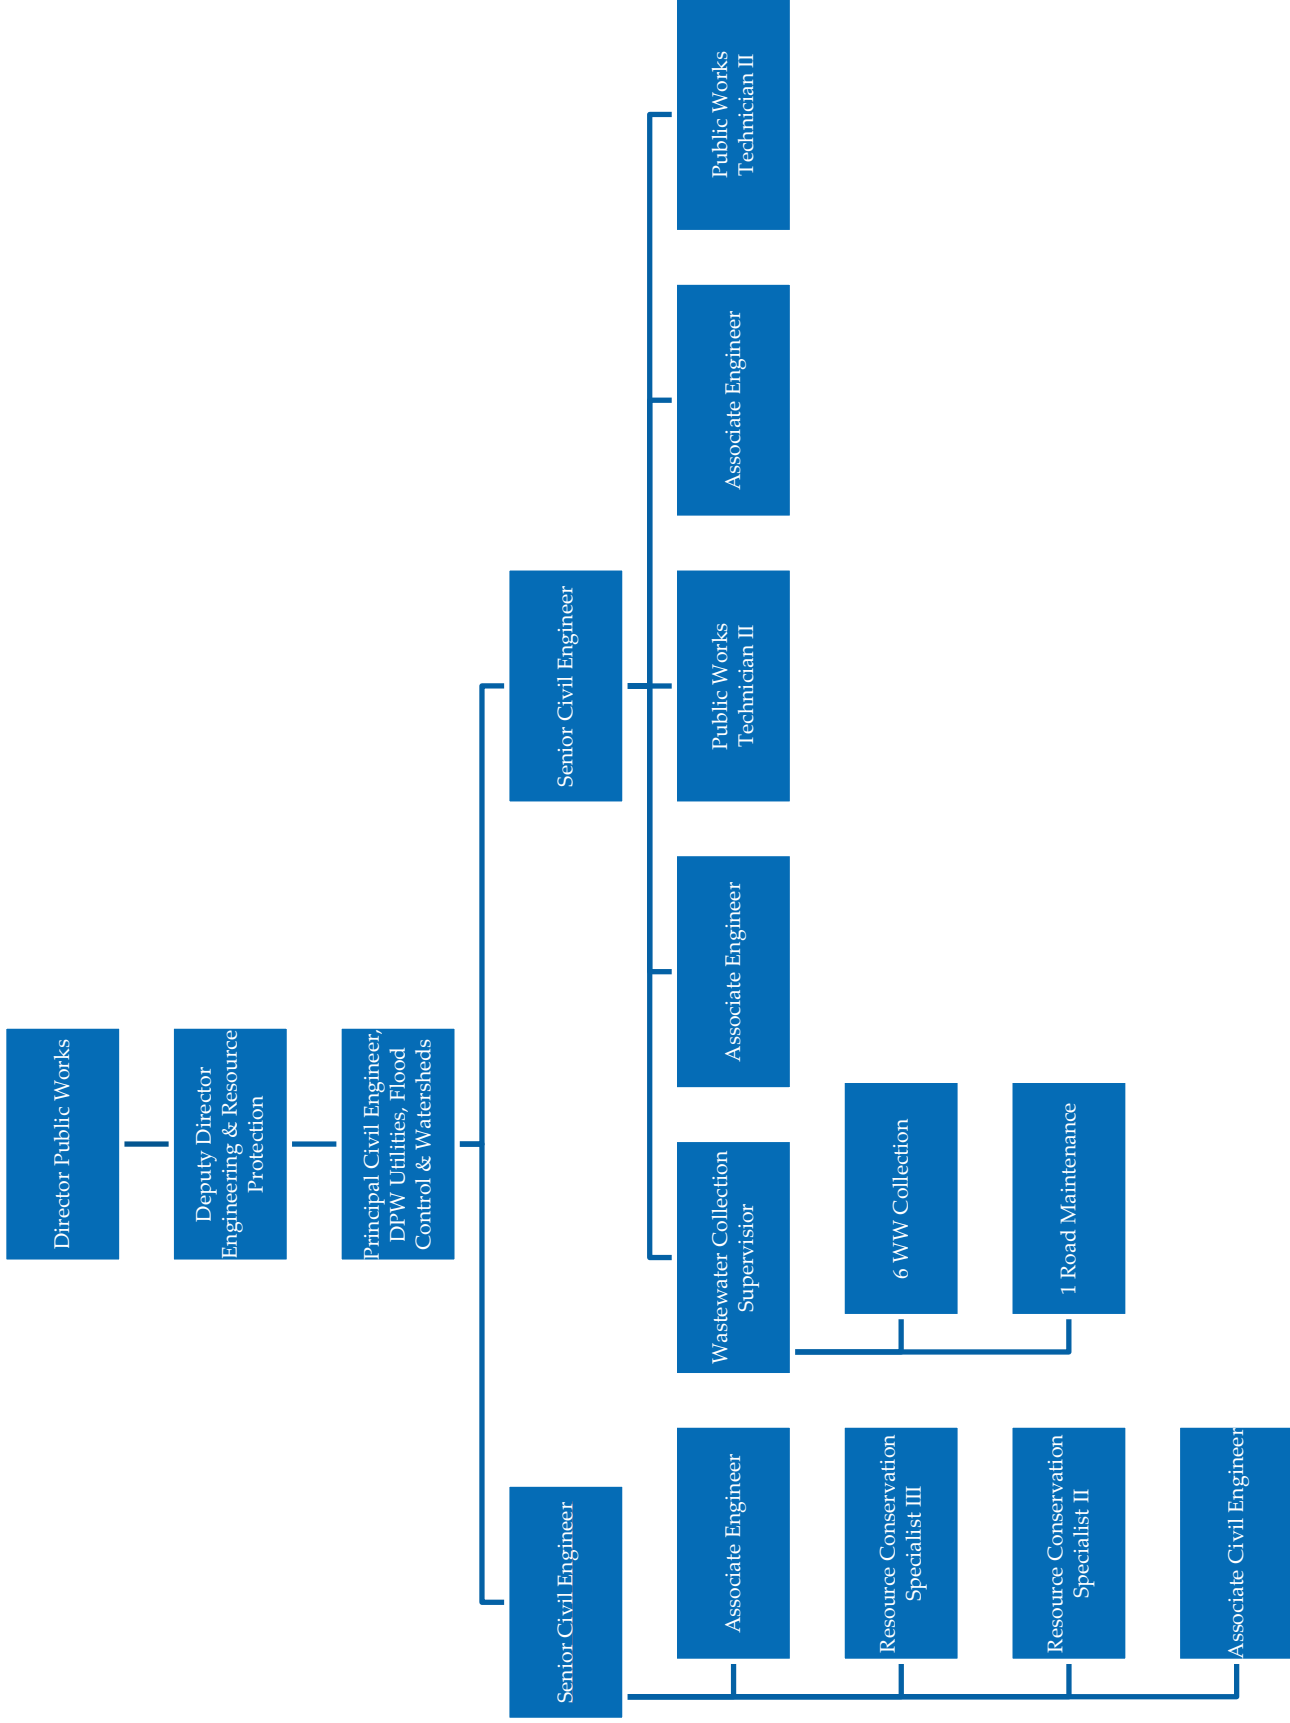 Director Public Works
Deputy Director
Engineering & Resource
Protection
Principal Civil Engineer,
DPW Utilities, Flood
Control & Watersheds
Senior Civil Engineer
Associate Engineer
Resource Conservation
Specialist III
Resource Conservation
Specialist II
Associate Civil Engineer
Senior Civil Engineer
Wastewater Collection
Supervisior
6 WW Collection
1 Road Maintenance
Associate Engineer
Public Works
Technician II
Associate Engineer
Public Works
Technician II